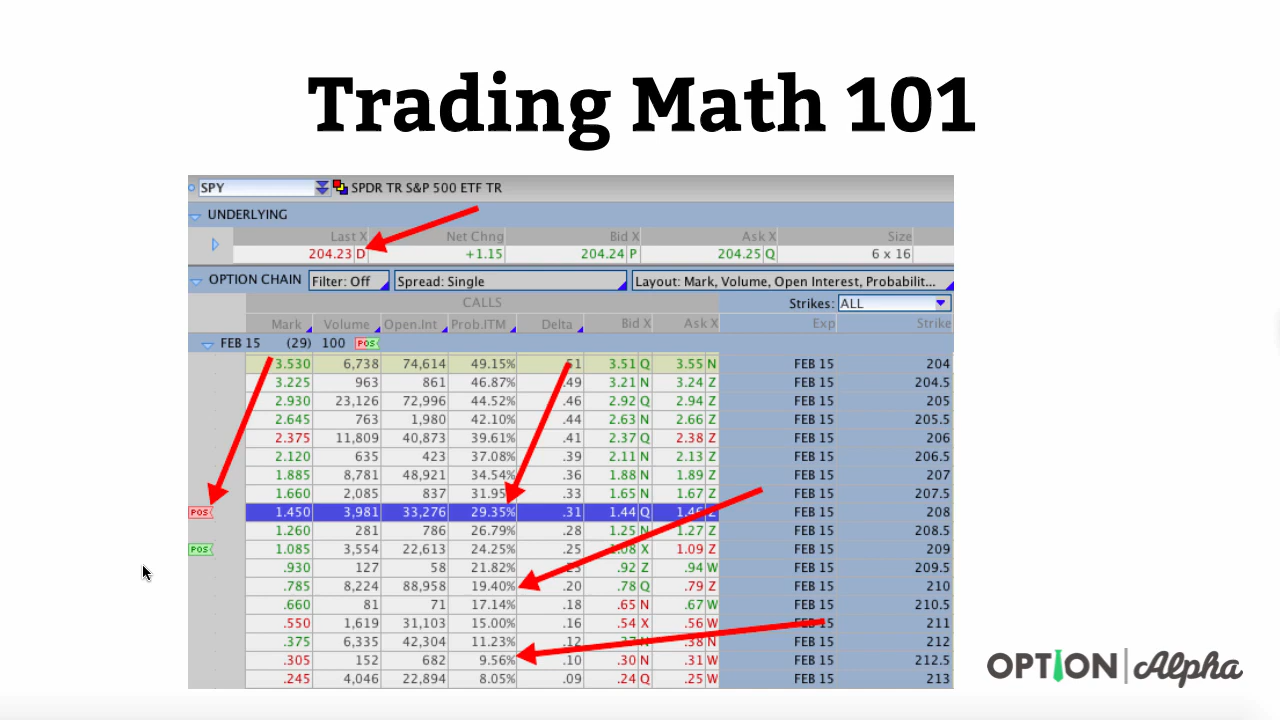 Trading Math 101
SPY SPDR TR S&P 500 ETF TR
UNDERLYING
Last X Net Chng Bid X Ask X Size
204.23 D +1.15 204.24 P 204.25 Q 6 x 16
OPTION CHAIN Filter: Off Spread: Single Layout: Mark, Volume, Open Interest, Probabilit...
CALLS Strikes: ALL
Mark Volume Open.Int Prob.ITM Delta Bid X Ask X Exp Strike
FEB 15 (29) 100 POS
3.530 6,738 74,614 49.15% .51 3.51 Q 3.55 N FEB 15 204
3.225 963 861 46.87% .49 3.21 N 3.24 Z FEB 15 204.5
2.930 23,126 72,996 44.52% .46 2.92 Q 2.94 Z FEB 15 205
2.645 763 1,980 42.10% .44 2.63 N 2.66 Z FEB 15 205.5
2.375 11,809 40,873 39.61% .41 2.37 Q 2.38 Z FEB 15 206
2.120 635 423 37.08% .39 2.11 N 2.13 Z FEB 15 206.5
1.885 8,781 48,921 34.54% .36 1.88 N 1.89 Z FEB 15 207
1.660 2,085 837 31.95% .33 1.65 N 1.67 Z FEB 15 207.5
POS 1.450 3,981 33,276 29.35% .31 1.44 Q 1.46 Z FEB 15 208
1.260 281 786 26.79% .28 1.25 N 1.27 Z FEB 15 208.5
POS 1.085 3,554 22,613 24.25% .25 1.08 X 1.09 Z FEB 15 209
.930 127 58 21.82% .92 Z .94 W FEB 15 209.5
.785 8,224 88,958 19.40% .20 .78 Q .79 Z FEB 15 210
.660 81 71 17.14% .18 .65 N .67 W FEB 15 210.5
.550 1,619 31,103 15.00% .16 .54 X .56 W FEB 15 211
.375 6,335 42,304 11.23% .12 .37 N .38 N FEB 15 212
.305 152 682 9.56% .10 .30 N .31 W FEB 15 212.5
.245 4,046 22,894 8.05% .09 .24 Q .25 W FEB 15 213
OPTION Alpha